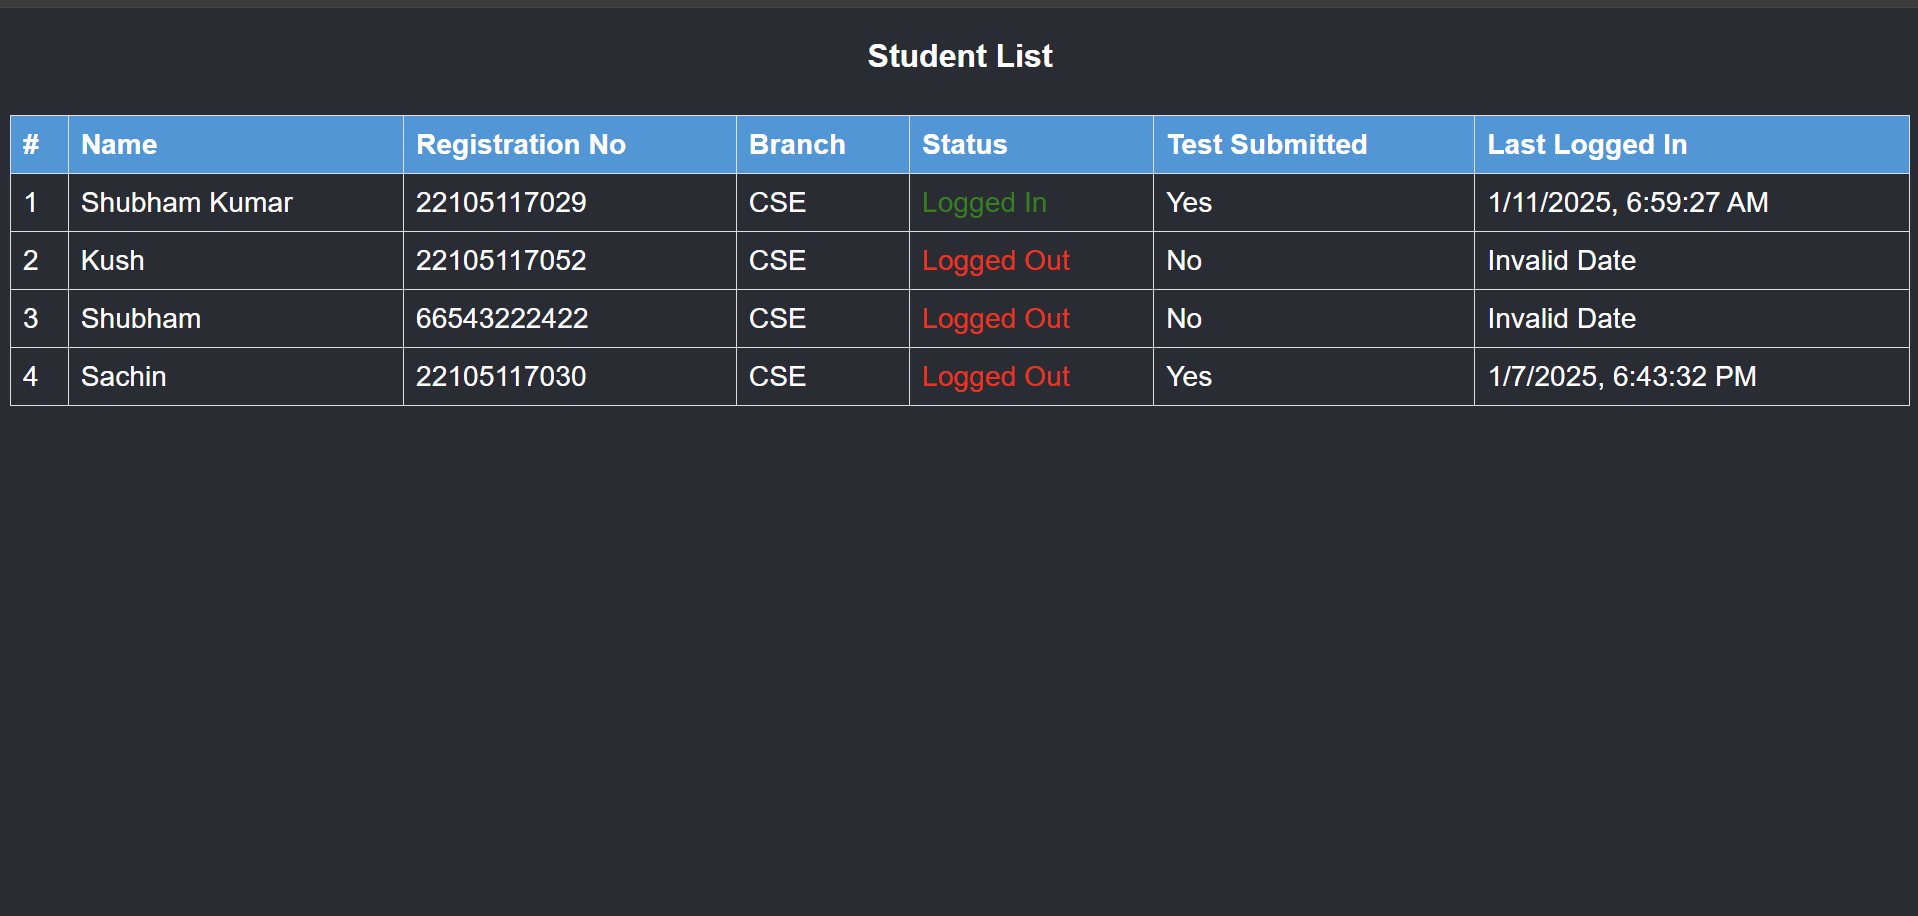 Student List
# Name Registration No Branch Status Test Submitted Last Logged In
1 Shubham Kumar 22105117029 CSE Logged In Yes 1/11/2025, 6:59:27 AM
2 Kush 22105117052 CSE Logged Out No Invalid Date
3 Shubham 66543222422 CSE Logged Out No Invalid Date
4 Sachin 22105117030 CSE Logged Out Yes 1/7/2025, 6:43:32 PM